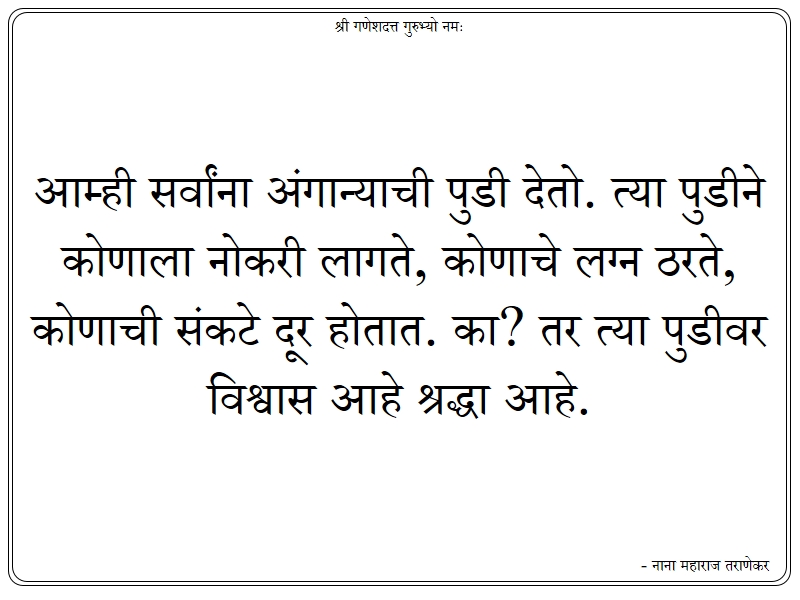 श्री गणेशदत्त गुरुभ्यो नमः
आम्ही सर्वांना अंगान्याची पुडी देतो. त्या पुडीने
कोणाला नोकरी लागते, कोणाचे लग्न ठरते,
कोणाची संकटे दूर होतात. का? तर त्या पुडीवर
विश्वास आहे श्रद्धा आहे.
- नाना महाराज तराणेकर